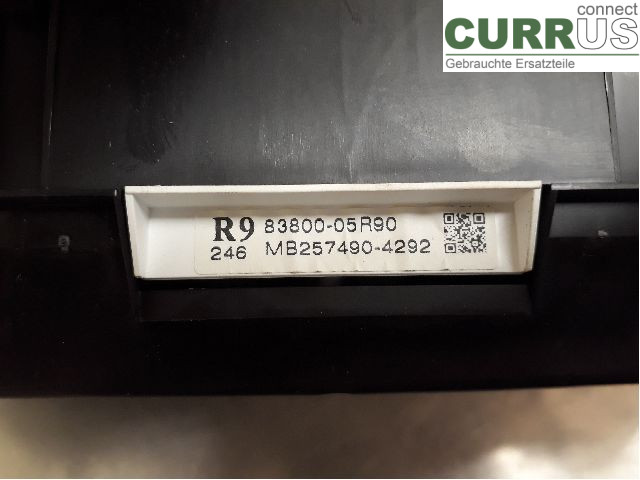 connect
CURRUS
Gebrauchte Ersatzteile
R9 83800-05R90
246 MB257490-4292